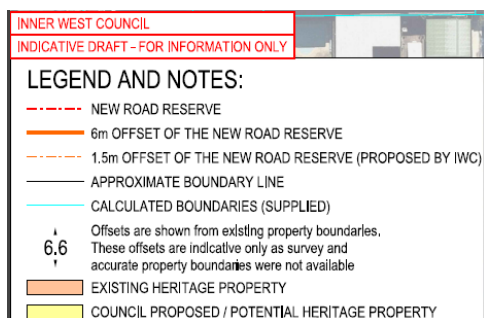 INNER WEST COUNCIL
INDICATIVE DRAFT - FOR INFORMATION ONLY
LEGEND AND NOTES:
NEW ROAD RESERVE
6m OFFSET OF THE NEW ROAD RESERVE
1.5m OFFSET OF THE NEW ROAD RESERVE (PROPOSED BY IWC)
APPROXIMATE BOUNDARY LINE
CALCULATED BOUNDARIES (SUPPLIED)
6.6
Offsets are shown from existing property boundaries.
These offsets are indicative only as survey and
accurate property boundaries were not available
EXISTING HERITAGE PROPERTY
COUNCIL PROPOSED / POTENTIAL HERITAGE PROPERTY